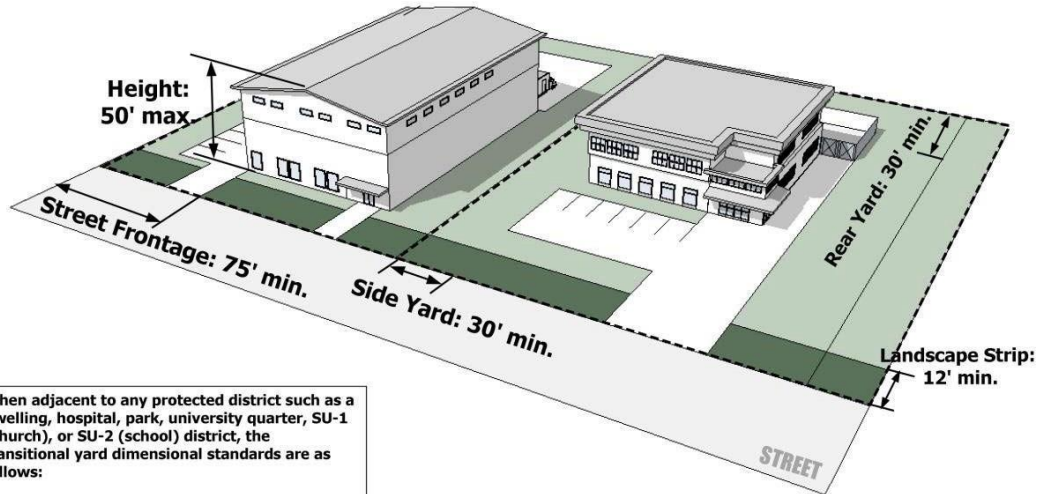 Height:
50' max.
Street Frontage: 75' min.
Side Yard: 30' min.
Rear Yard: 30' min.
Landscape Strip:
12' min.
STREET
hen adjacent to any protected district such as a
welling, hospital, park, university quarter, SU-1
hurch), or SU-2 (school) district, the
ansitional yard dimensional standards are as
llows: